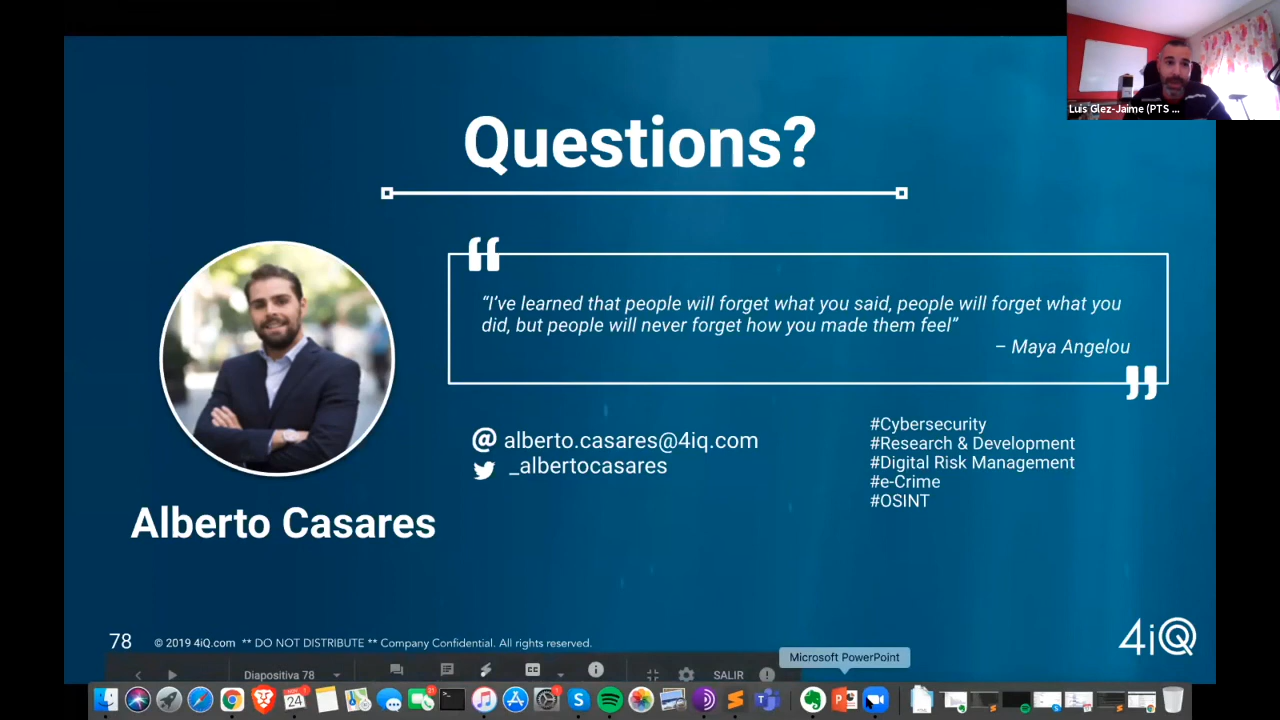 Luis Glez-Jaime (PTS ...
Questions?
“I’ve learned that people will forget what you said, people will forget what you
did, but people will never forget how you made them feel”
– Maya Angelou
@ alberto.casares@4iq.com
_albertocasares
#Cybersecurity
#Research & Development
#Digital Risk Management
#e-Crime
#OSINT
Alberto Casares
78 © 2019 4iQ.com ** DO NOT DISTRIBUTE ** Company Confidential. All rights reserved.
4iQ
Microsoft PowerPoint
Diapositiva 78
SALIR
24